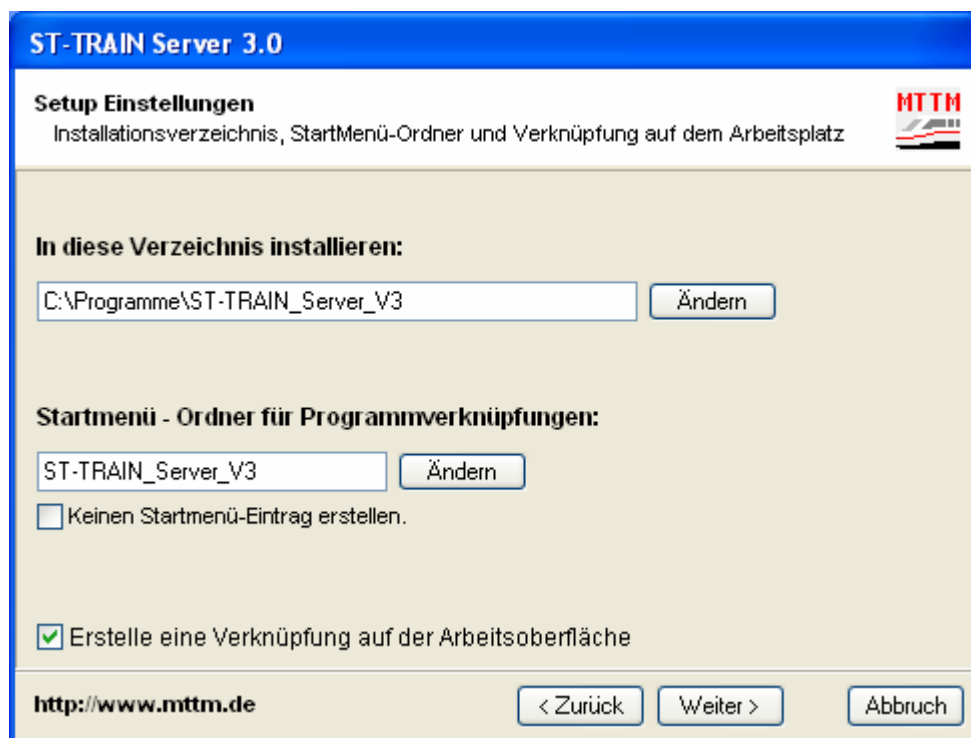 ST-TRAIN Server 3.0
Setup Einstellungen
Installationsverzeichnis, StartMenü-Ordner und Verknüpfung auf dem Arbeitsplatz
MTTM
In diese Verzeichnis installieren:
C:\Programme\ST-TRAIN_Server_V3
Ändern
Startmenü - Ordner für Programmverknüpfungen:
ST-TRAIN_Server_V3
Ändern
Keinen Startmenü-Eintrag erstellen.
Erstelle eine Verknüpfung auf der Arbeitsoberfläche
http://www.mttm.de
< Zurück
Weiter >
Abbruch